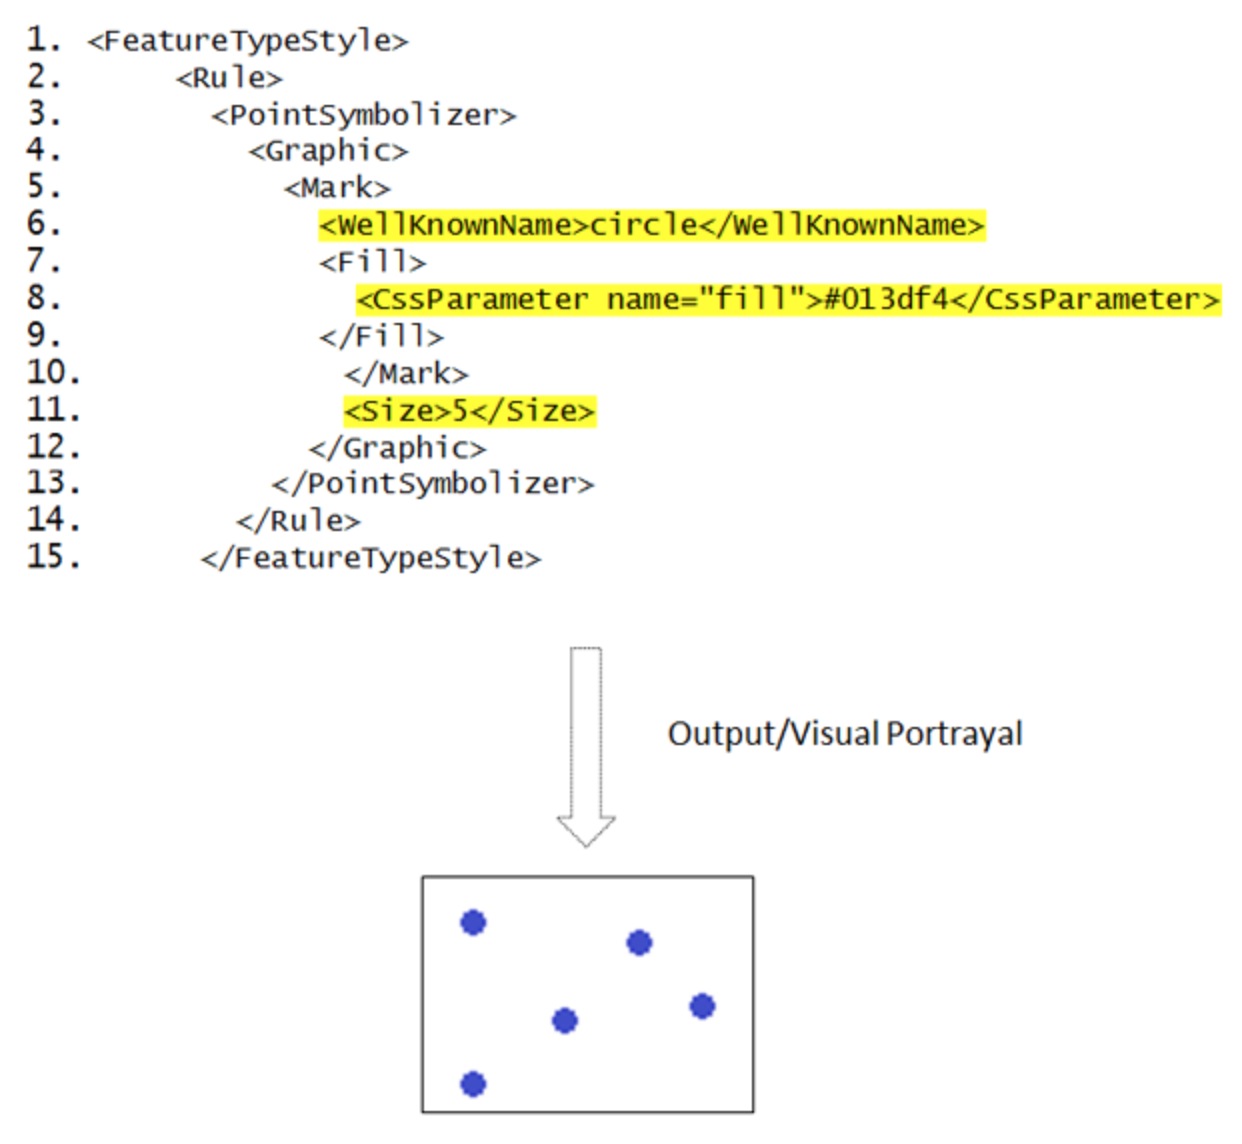 1. <FeatureTypeStyle>
2. <Rule>
3. <PointSymbolizer>
4. <Graphic>
5. <Mark>
6. <WellKnownName>circle</WellKnownName>
7. <Fill>
8. <CssParameter name="fill">#013df4</CssParameter>
9. </Fill>
10. </Mark>
11. <Size>5</Size>
12. </Graphic>
13. </PointSymbolizer>
14. </Rule>
15. </FeatureTypeStyle>
Output/Visual Portrayal